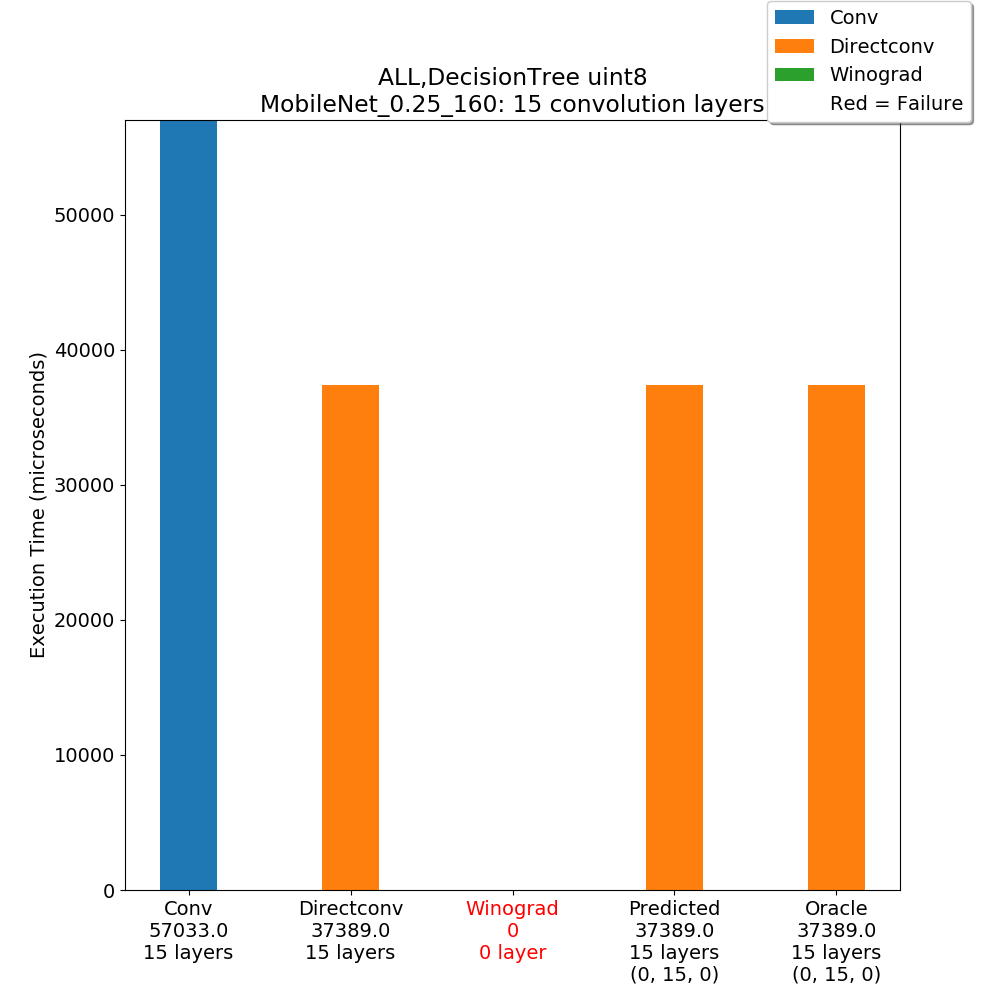 Conv
Directconv
Winograd
Red = Failure
ALL,DecisionTree uint8
MobileNet_0.25_160: 15 convolution layers
Execution Time (microseconds)
50000
40000
30000
20000
10000
0
Conv
57033.0
15 layers
Directconv
37389.0
15 layers
Winograd
0
0 layer
Predicted
37389.0
15 layers
(0, 15, 0)
Oracle
37389.0
15 layers
(0, 15, 0)